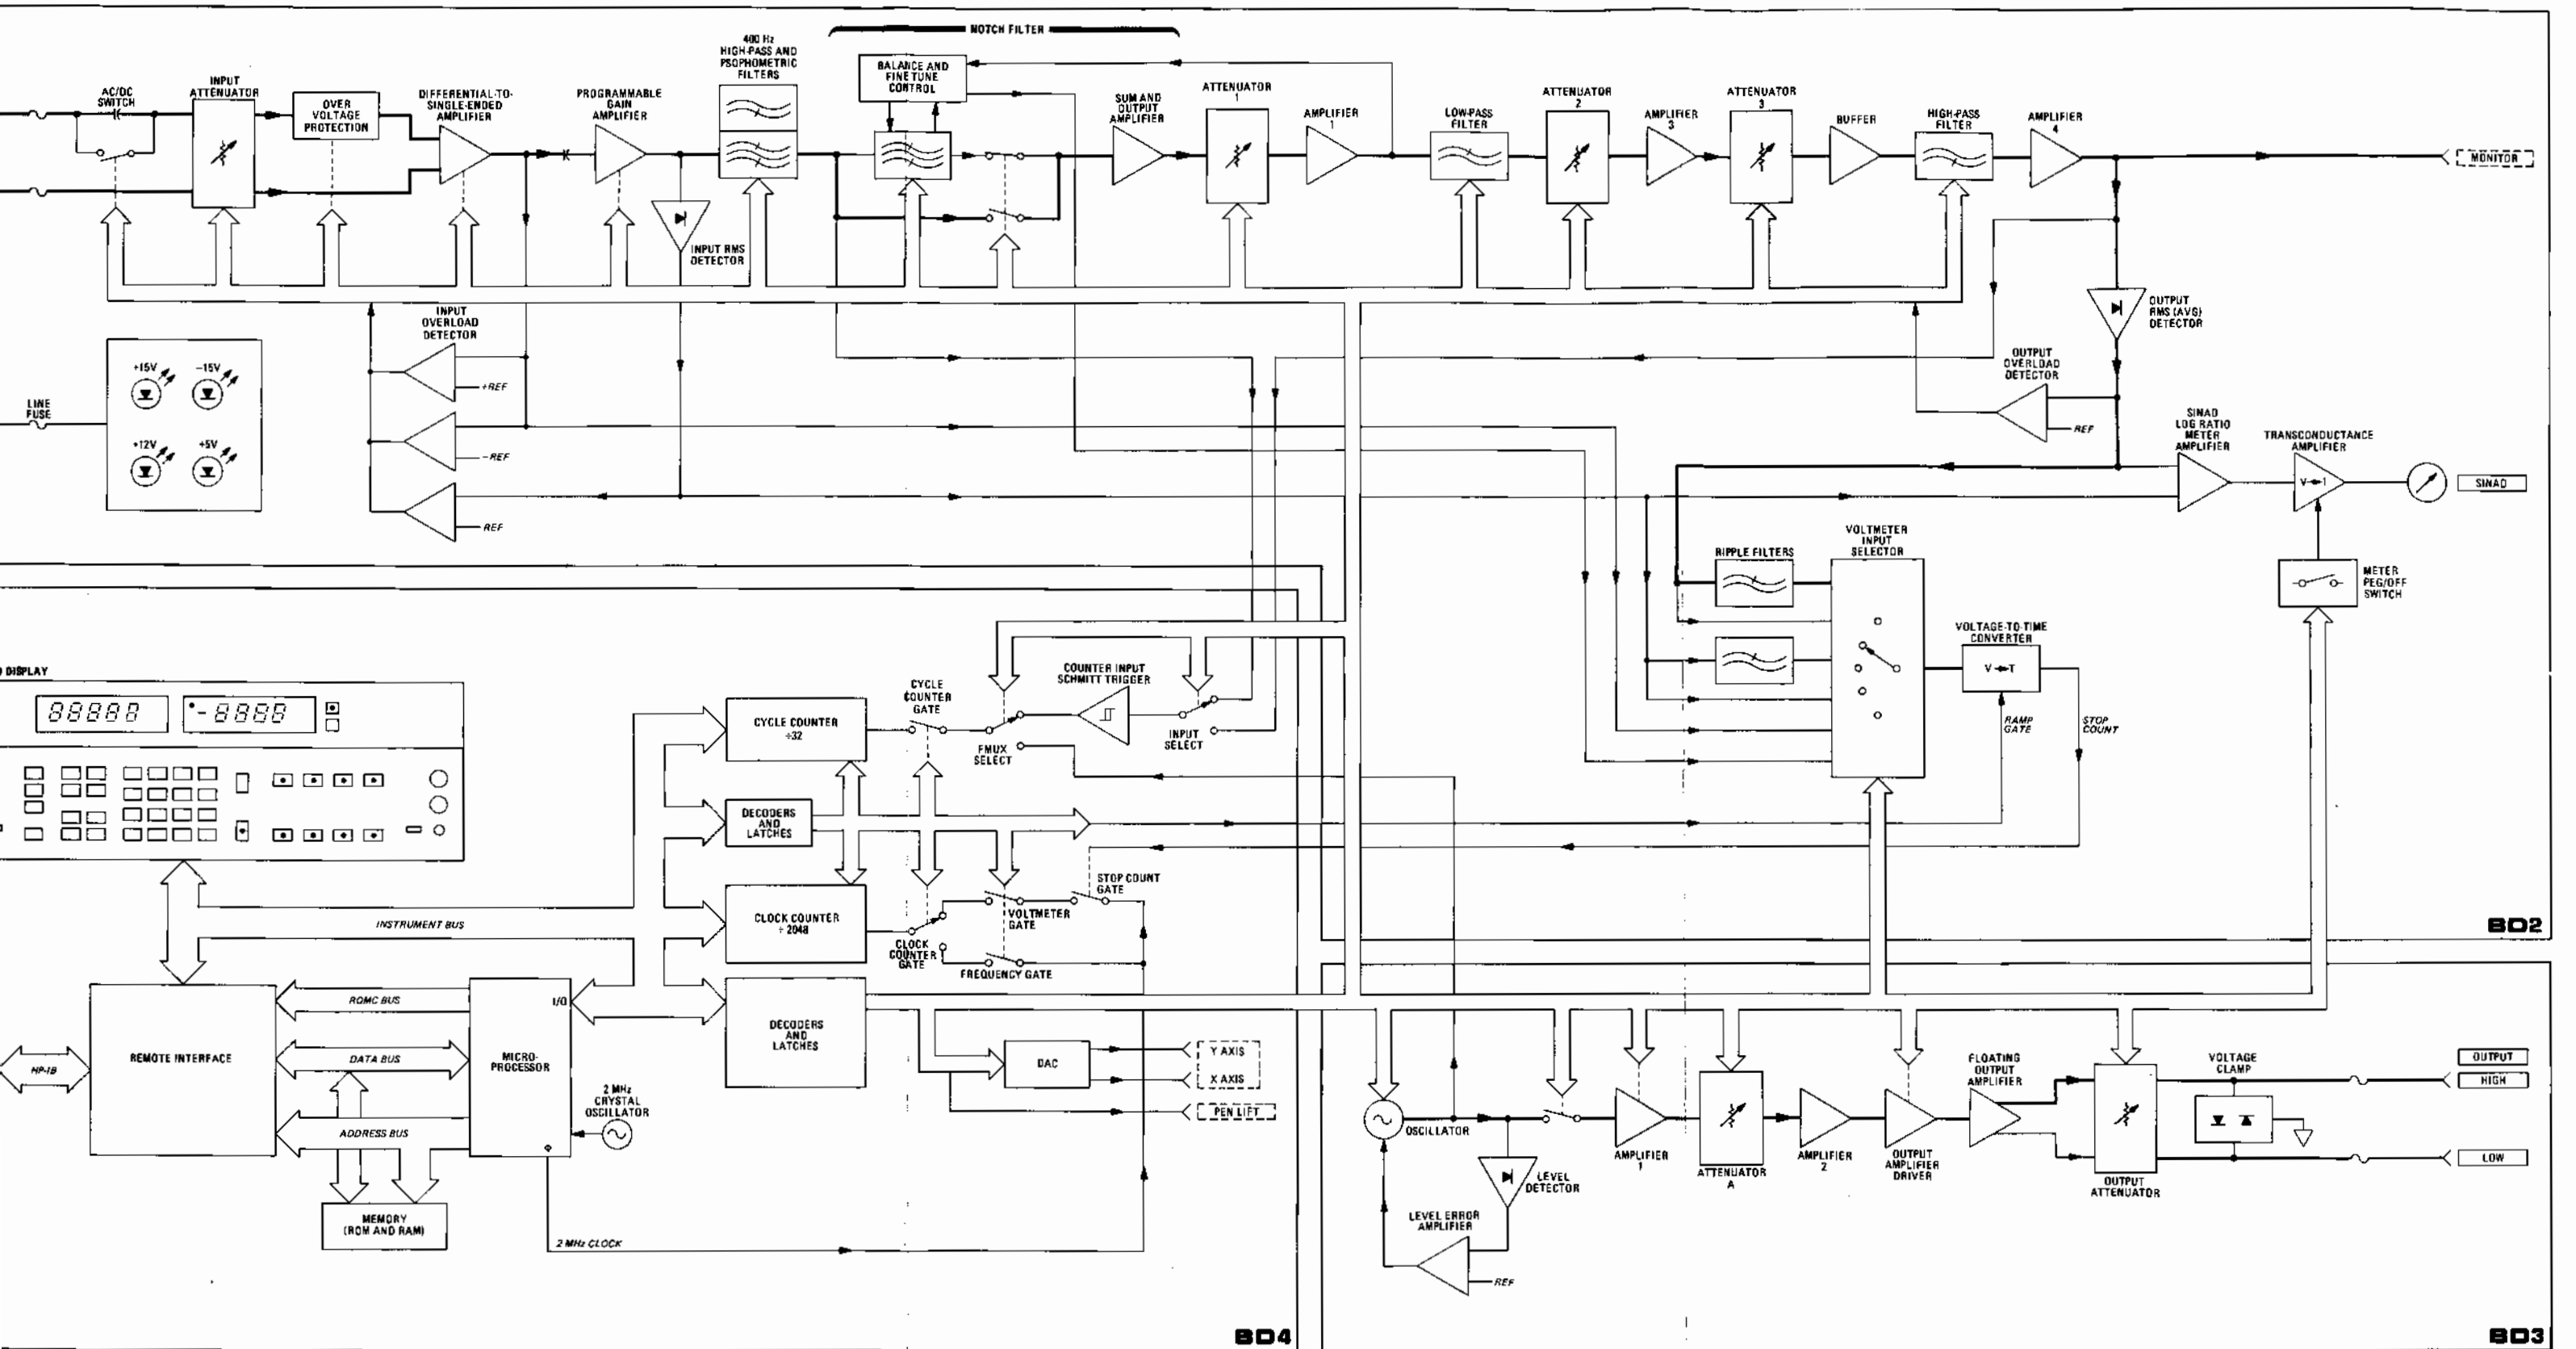 NOTCH FILTER
400 Hz
HIGH-PASS AND
PSOPHOMETRIC
FILTERS
BALANCE AND
FINE TUNE
CONTROL
AC/DC
SWITCH
INPUT
ATTENUATOR
OVER
VOLTAGE
PROTECTION
DIFFERENTIAL-TO-
SINGLE-ENDED
AMPLIFIER
PROGRAMMABLE
GAIN
AMPLIFIER
SUM AND
OUTPUT
AMPLIFIER
ATTENUATOR
1
AMPLIFIER
1
LOW-PASS
FILTER
ATTENUATOR
2
AMPLIFIER
3
ATTENUATOR
3
BUFFER
HIGH-PASS
FILTER
AMPLIFIER
4
MONITOR
INPUT RMS
DETECTOR
INPUT
OVERLOAD
DETECTOR
+REF
-REF
REF
OUTPUT
RMS (AVG)
DETECTOR
OUTPUT
OVERLOAD
DETECTOR
REF
LINE
FUSE
+15V
-15V
+12V
+5V
SINAD
LOG RATIO
METER
AMPLIFIER
TRANSCONDUCTANCE
AMPLIFIER
V I
SINAD
METER
PEG/OFF
SWITCH
RIPPLE FILTERS
VOLTMETER
INPUT
SELECTOR
VOLTAGE-TO-TIME
CONVERTER
V T
RAMP
GATE
STOP
COUNT
BD2
DISPLAY
88888
-8888
CYCLE COUNTER
÷32
CYCLE
COUNTER
GATE
COUNTER INPUT
SCHMITT TRIGGER
FMUX
SELECT
INPUT
SELECT
DECODERS
AND
LATCHES
CLOCK COUNTER
÷ 2048
STOP COUNT
GATE
VOLTMETER
GATE
CLOCK
COUNTER
GATE
FREQUENCY GATE
INSTRUMENT BUS
HP-IB
REMOTE INTERFACE
ROMC BUS
DATA BUS
ADDRESS BUS
I/O
MICRO-
PROCESSOR
Φ
2 MHz
CRYSTAL
OSCILLATOR
MEMORY
(ROM AND RAM)
2 MHz CLOCK
DECODERS
AND
LATCHES
DAC
Y AXIS
X AXIS
PEN LIFT
BD4
OSCILLATOR
LEVEL
DETECTOR
LEVEL ERROR
AMPLIFIER
REF
AMPLIFIER
1
ATTENUATOR
A
AMPLIFIER
2
OUTPUT
AMPLIFIER
DRIVER
FLOATING
OUTPUT
AMPLIFIER
OUTPUT
ATTENUATOR
VOLTAGE
CLAMP
OUTPUT
HIGH
LOW
BD3